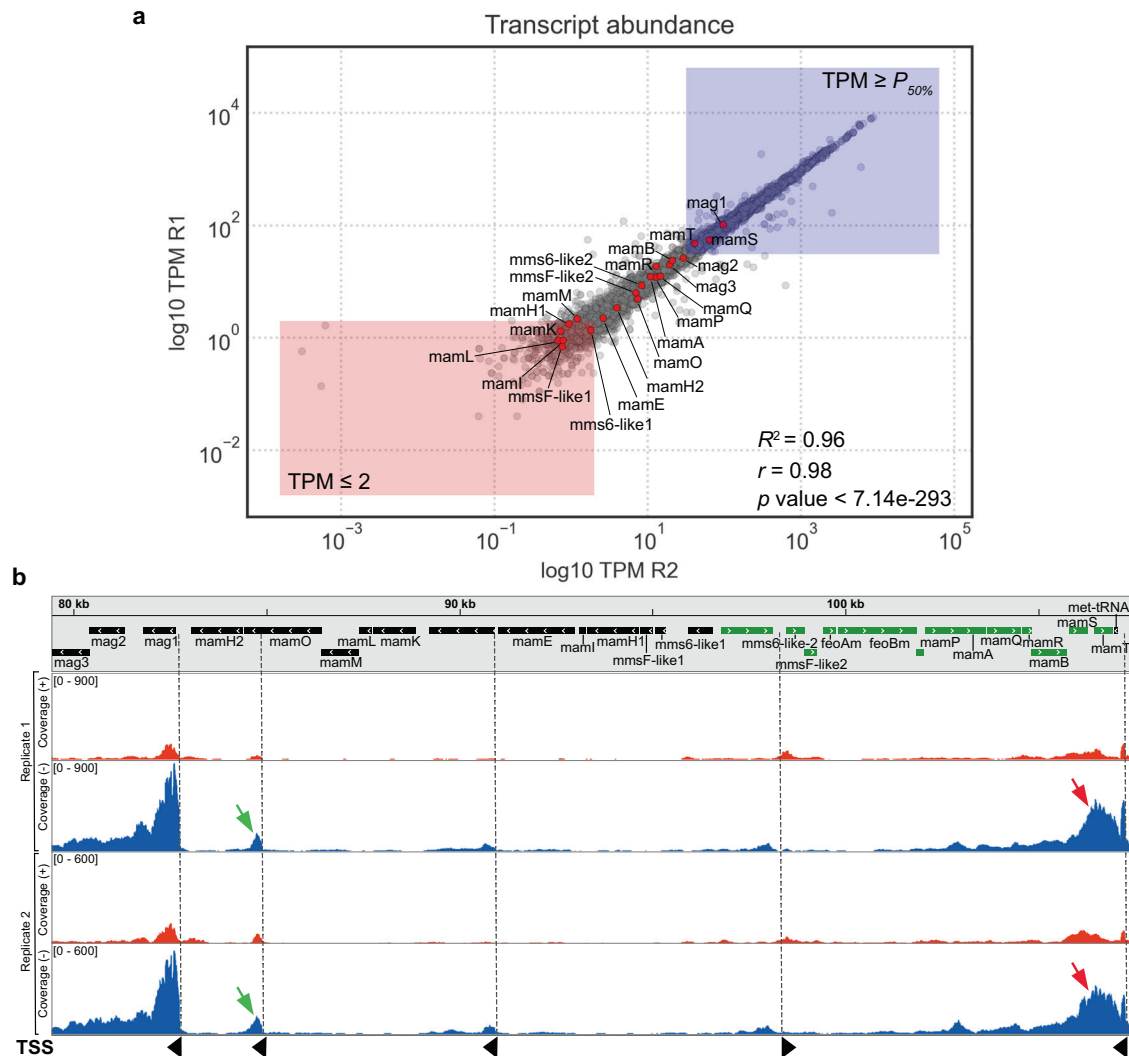 a
Transcript abundance
TPM ≥ P50%
10^4
10^2
10^0
10^−2
log10 TPM R1
mag1
mamT
mamS
mamB
mms6-like2
mamR
mag2
mmsF-like2
mag3
mamM
mamQ
mamH1
mamP
mamK
mamA
mamL
mamO
mamI
mamH2
mmsF-like1
mamE
mms6-like1
R² = 0.96
r = 0.98
p value < 7.14e-293
TPM ≤ 2
10^−3
10^−1
10^1
10^3
10^5
log10 TPM R2
b
80 kb 90 kb 100 kb
met-tRNA
mamS
mag2 mag1 mamH2 mamO mamL mamK mamE mamH1 mms6-like1 mms6-like-2 feoAm feoBm mamP mamQ mamR mamT
mag3 mamM mamI mmsF-like1 mmsF-like2 mamA mamB
Replicate 1
Coverage (+)
[0 - 900]
Coverage (-)
[0-900]
Replicate 2
Coverage (+)
[0 - 600]
Coverage (-)
[0 - 600]
TSS